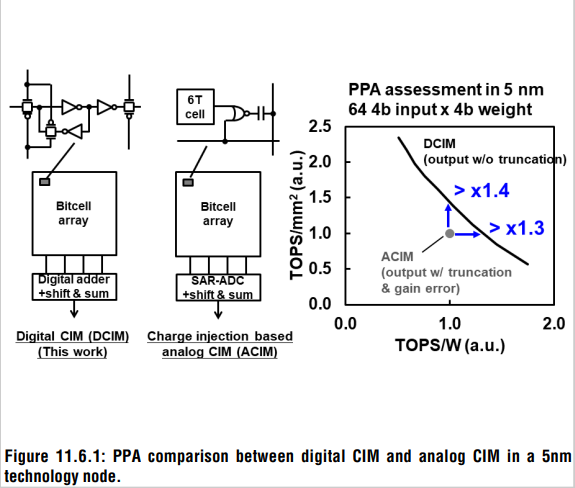 6T
cell
Bitcell
array
Digital adder
+shift & sum
Digital CIM (DCIM)
(This work)
Bitcell
array
SAR-ADC
+shift & sum
Charge injection based
analog CIM (ACIM)
PPA assessment in 5 nm
64 4b input x 4b weight
TOPS/mm² (a.u.)
2.5
2.0
1.5
1.0
0.5
0.0
DCIM
(output w/o truncation)
> x1.4
> x1.3
ACIM
(output w/ truncation
& gain error)
0.0 1.0 2.0
TOPS/W (a.u.)
Figure 11.6.1: PPA comparison between digital CIM and analog CIM in a 5nm
technology node.